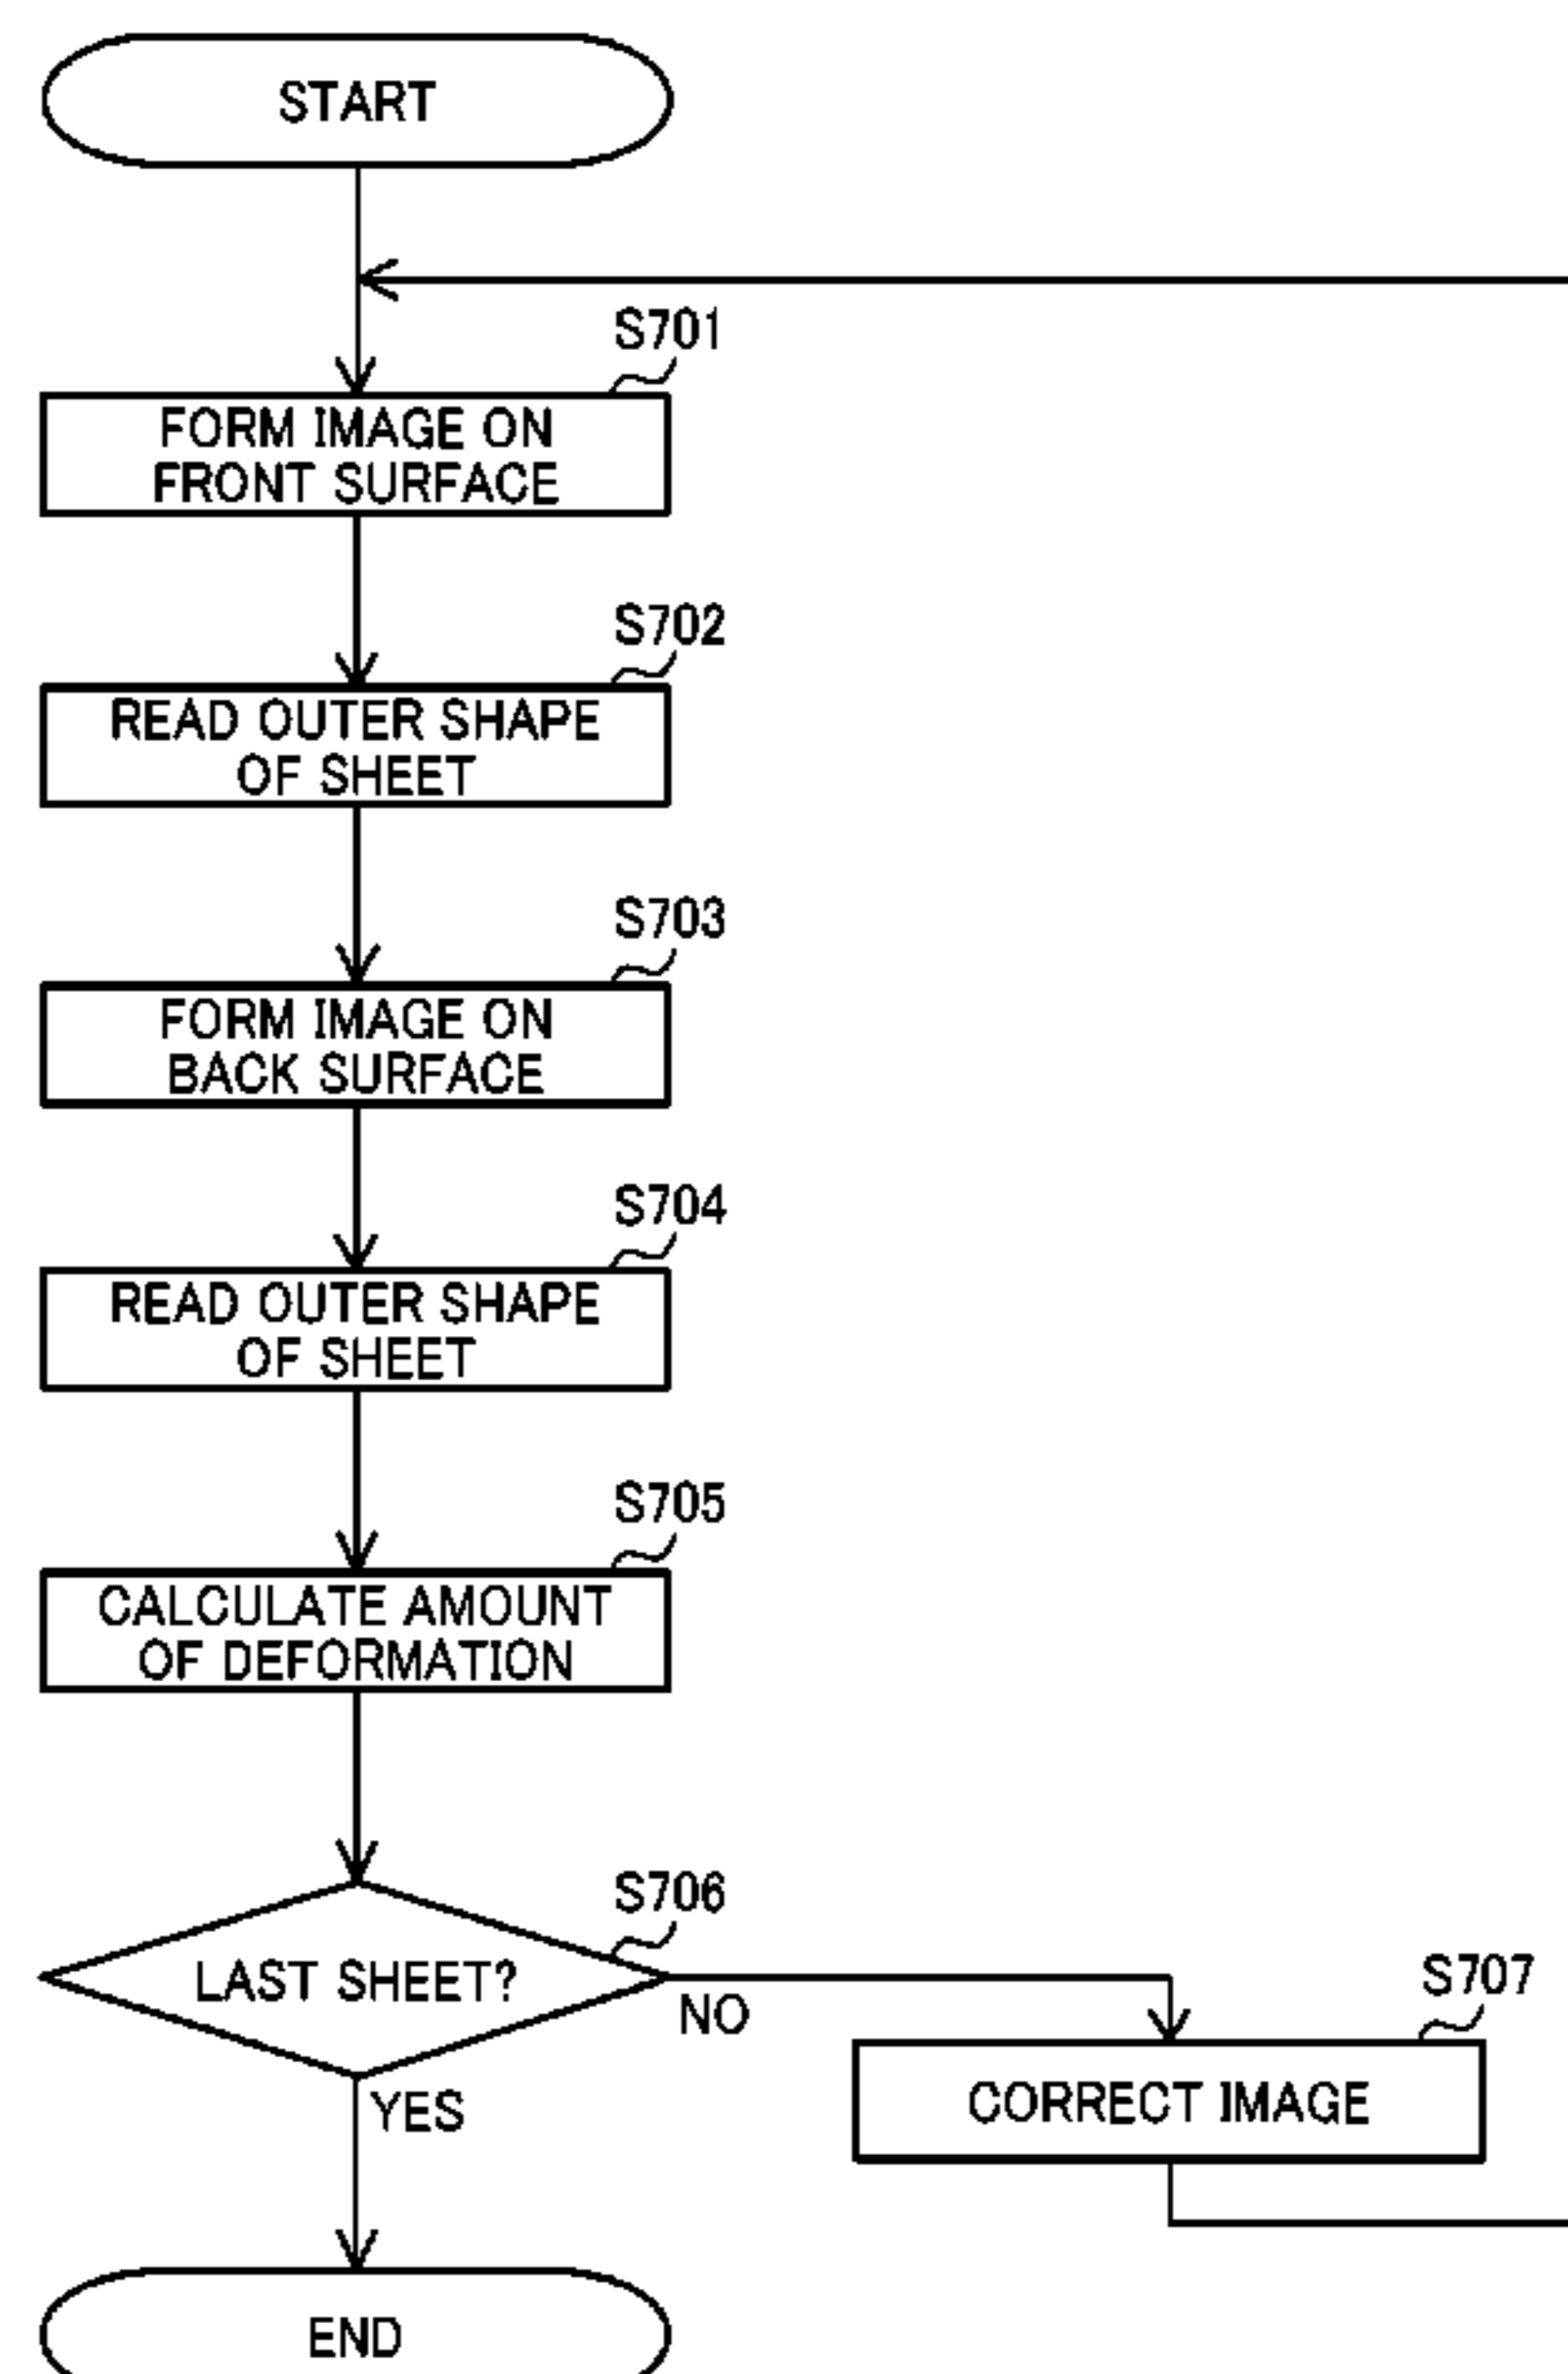 START
S701
FORM IMAGE ON
FRONT SURFACE
S702
READ OUTER SHAPE
OF SHEET
S703
FORM IMAGE ON
BACK SURFACE
S704
READ OUTER SHAPE
OF SHEET
S705
CALCULATE AMOUNT
OF DEFORMATION
S706
LAST SHEET?
NO
YES
S707
CORRECT IMAGE
END